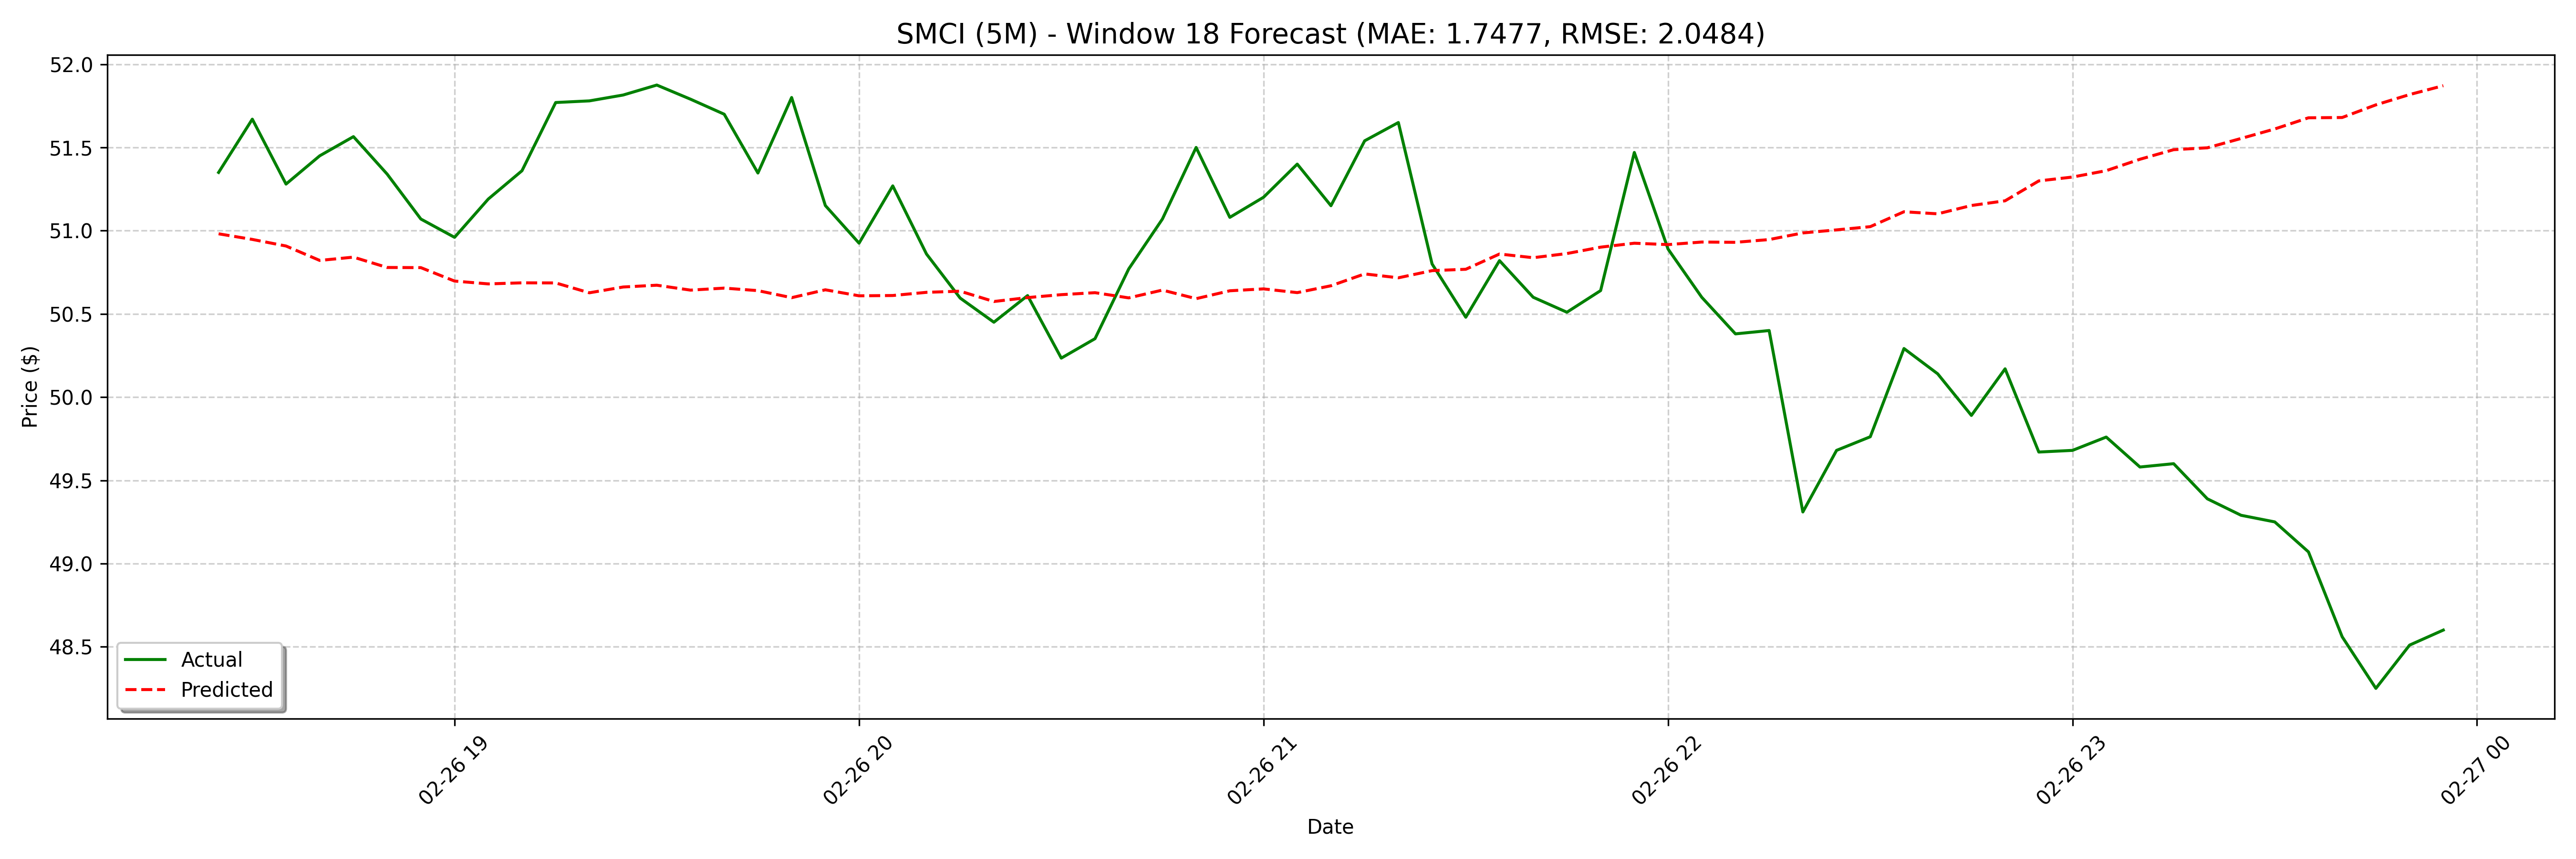 SMCI (5M) - Window 18 Forecast (MAE: 1.7477, RMSE: 2.0484)
52.0
51.5
51.0
50.5
50.0
49.5
49.0
48.5
Price ($)
Actual
Predicted
02-26 19
02-26 20
02-26 21
02-26 22
02-26 23
02-27 00
Date